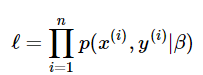 ℓ = ∏_{i=1}^{n} p(x^{(i)}, y^{(i)}|β)